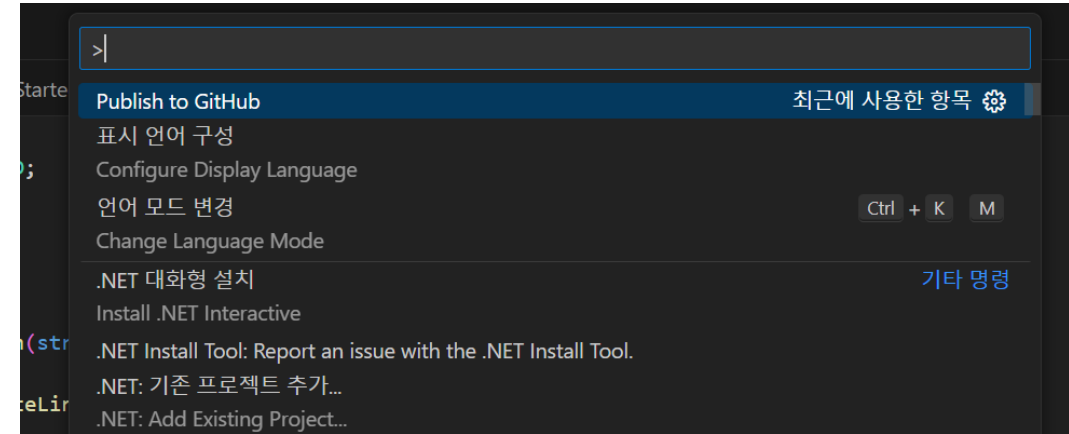 >
Starte
Publish to GitHub 최근에 사용한 항목
표시 언어 구성
Configure Display Language
);
언어 모드 변경 Ctrl + K M
Change Language Mode
.NET 대화형 설치 기타 명령
Install .NET Interactive
(str
.NET Install Tool: Report an issue with the .NET Install Tool.
.NET: 기존 프로젝트 추가...
teLin
.NET: Add Existing Project...